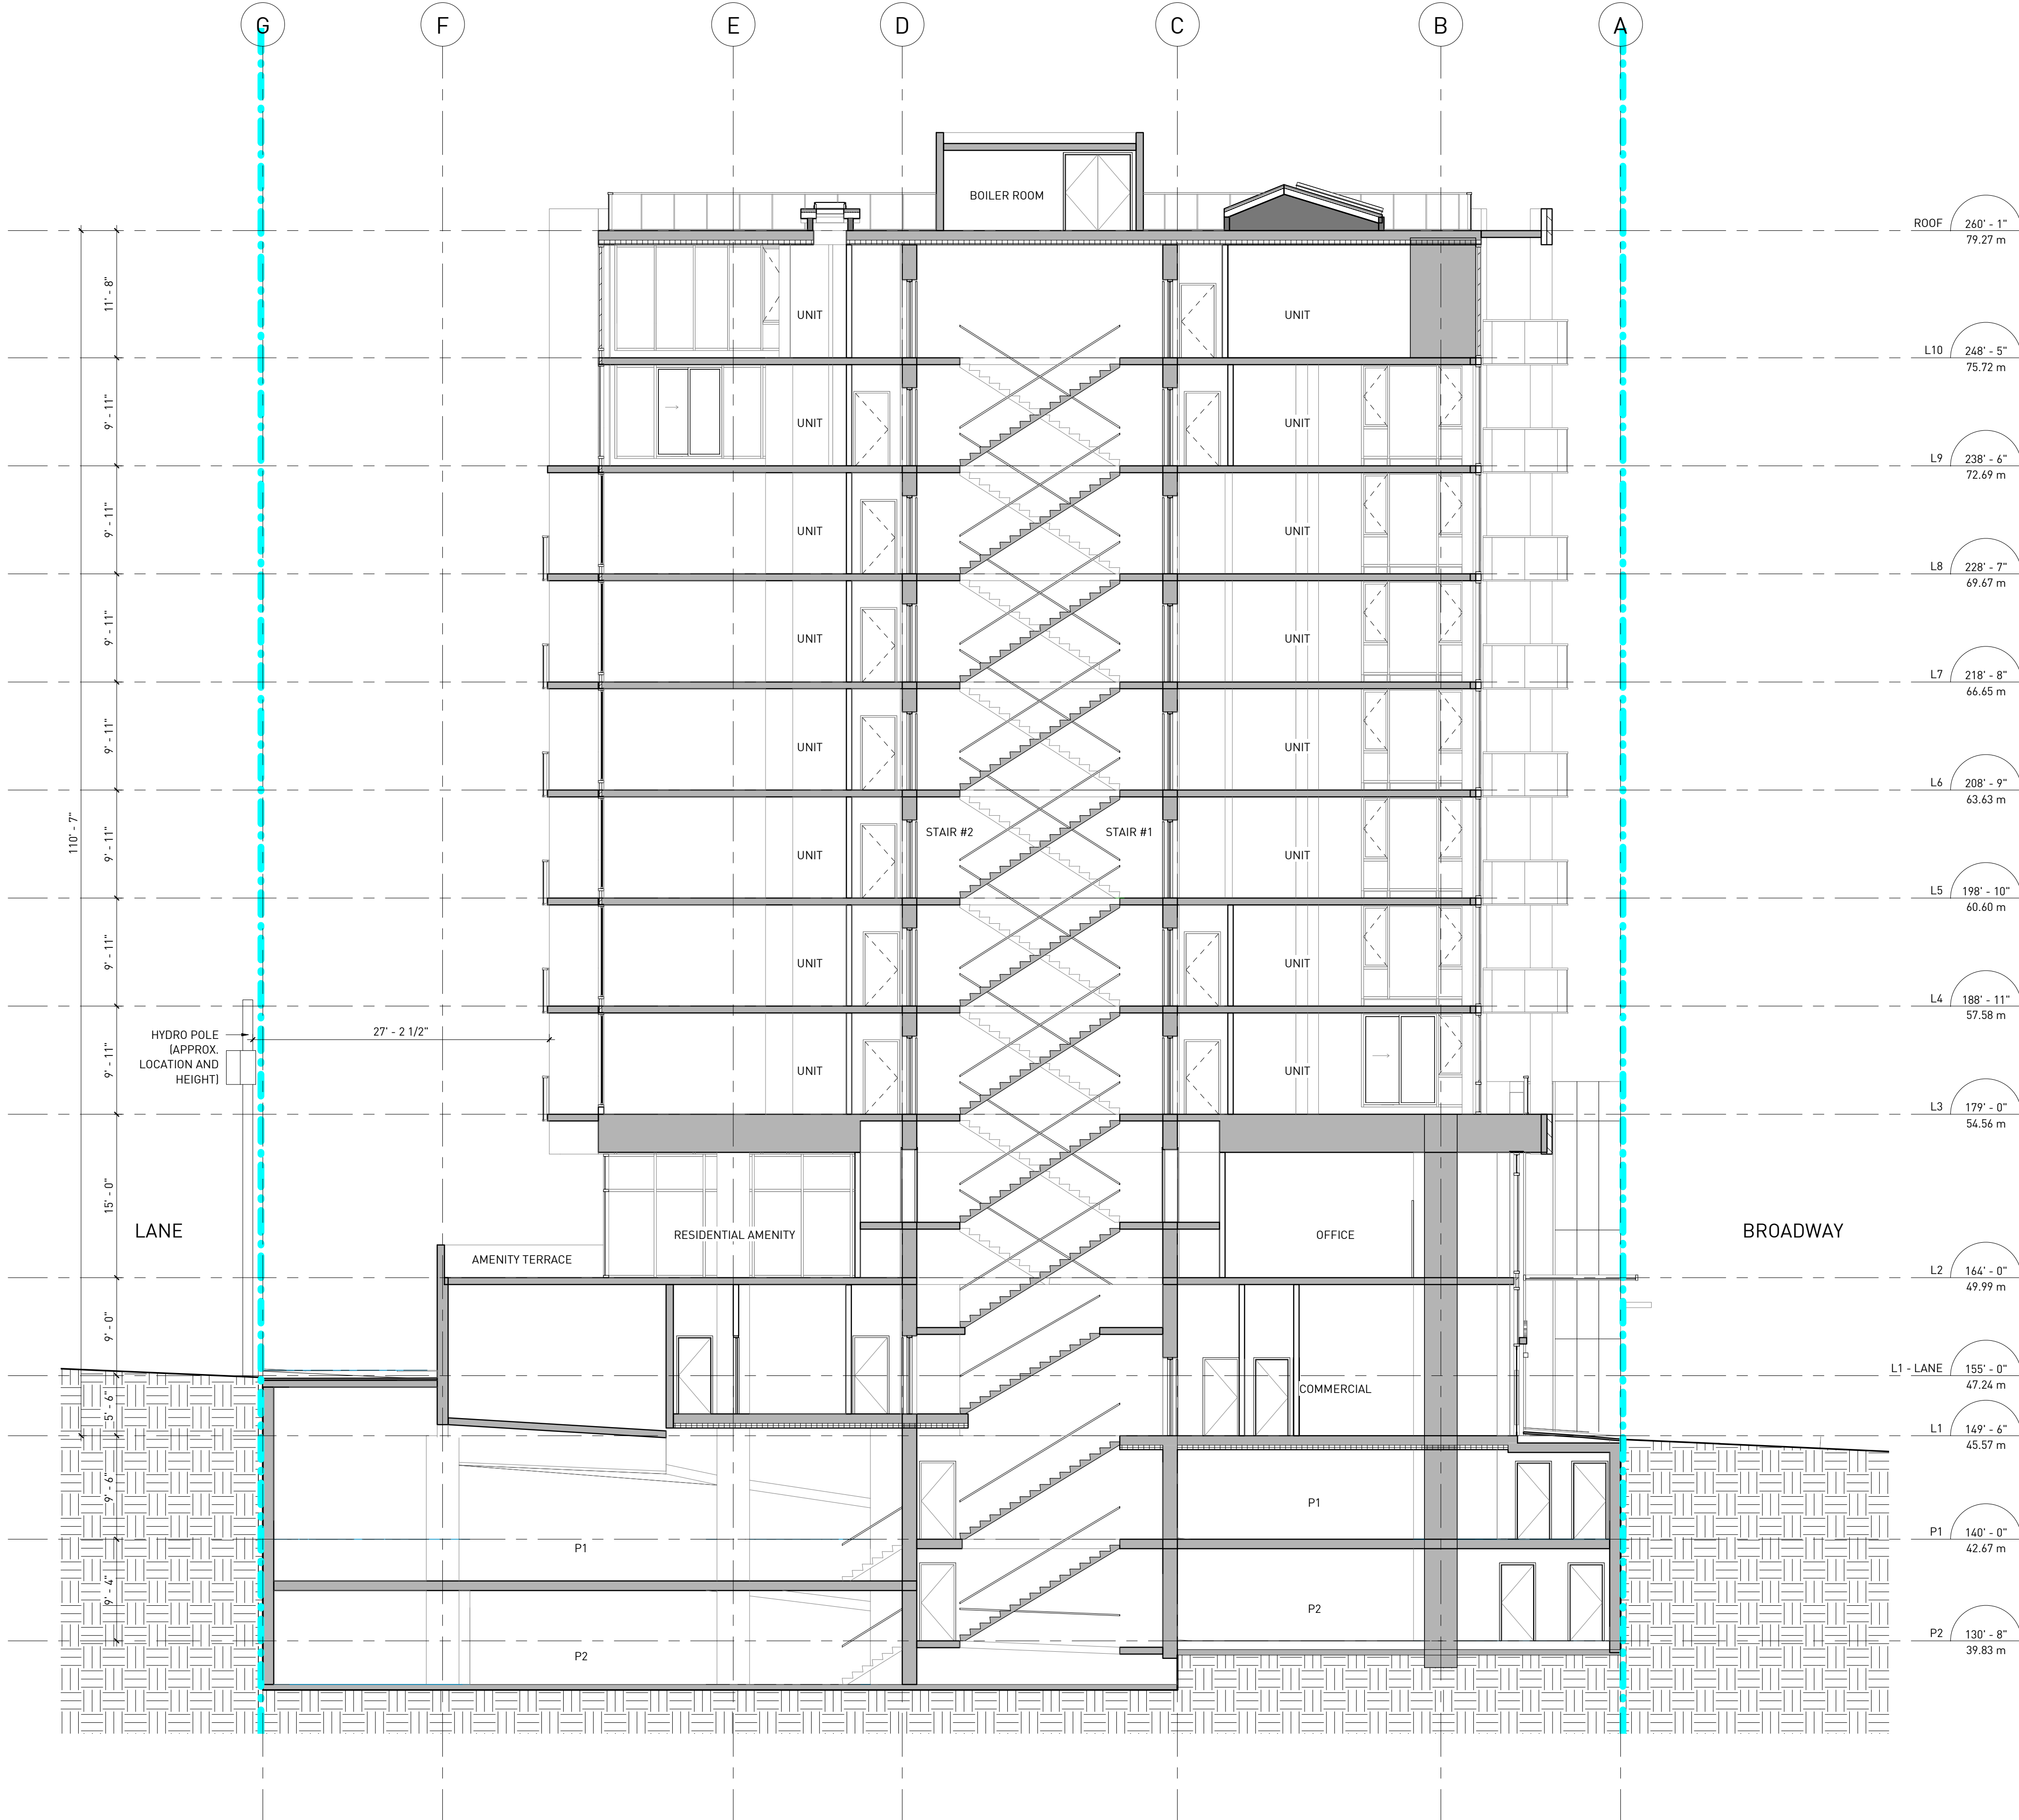 G F E D C B A
BOILER ROOM
ROOF 260' - 1"
79.27 m
11' - 8"
UNIT UNIT
L10 248' - 5"
75.72 m
9' - 11"
UNIT UNIT
L9 238' - 6"
72.69 m
9' - 11"
UNIT UNIT
L8 228' - 7"
69.67 m
9' - 11"
UNIT UNIT
L7 218' - 8"
66.65 m
9' - 11"
UNIT UNIT
L6 208' - 9"
63.63 m
110' - 7"
9' - 11"
STAIR #2 STAIR #1
UNIT UNIT
L5 198' - 10"
60.60 m
9' - 11"
UNIT UNIT
L4 188' - 11"
57.58 m
HYDRO POLE
(APPROX.
LOCATION AND
HEIGHT)
27' - 2 1/2"
9' - 11"
UNIT UNIT
L3 179' - 0"
54.56 m
15' - 0"
LANE
AMENITY TERRACE
RESIDENTIAL AMENITY
OFFICE
BROADWAY
L2 164' - 0"
49.99 m
9' - 0"
L1 - LANE 155' - 0"
47.24 m
COMMERCIAL
5' - 6"
L1 149' - 6"
45.57 m
9' - 6"
P1
P1
P1 140' - 0"
42.67 m
9' - 4"
P2
P2
P2 130' - 8"
39.83 m